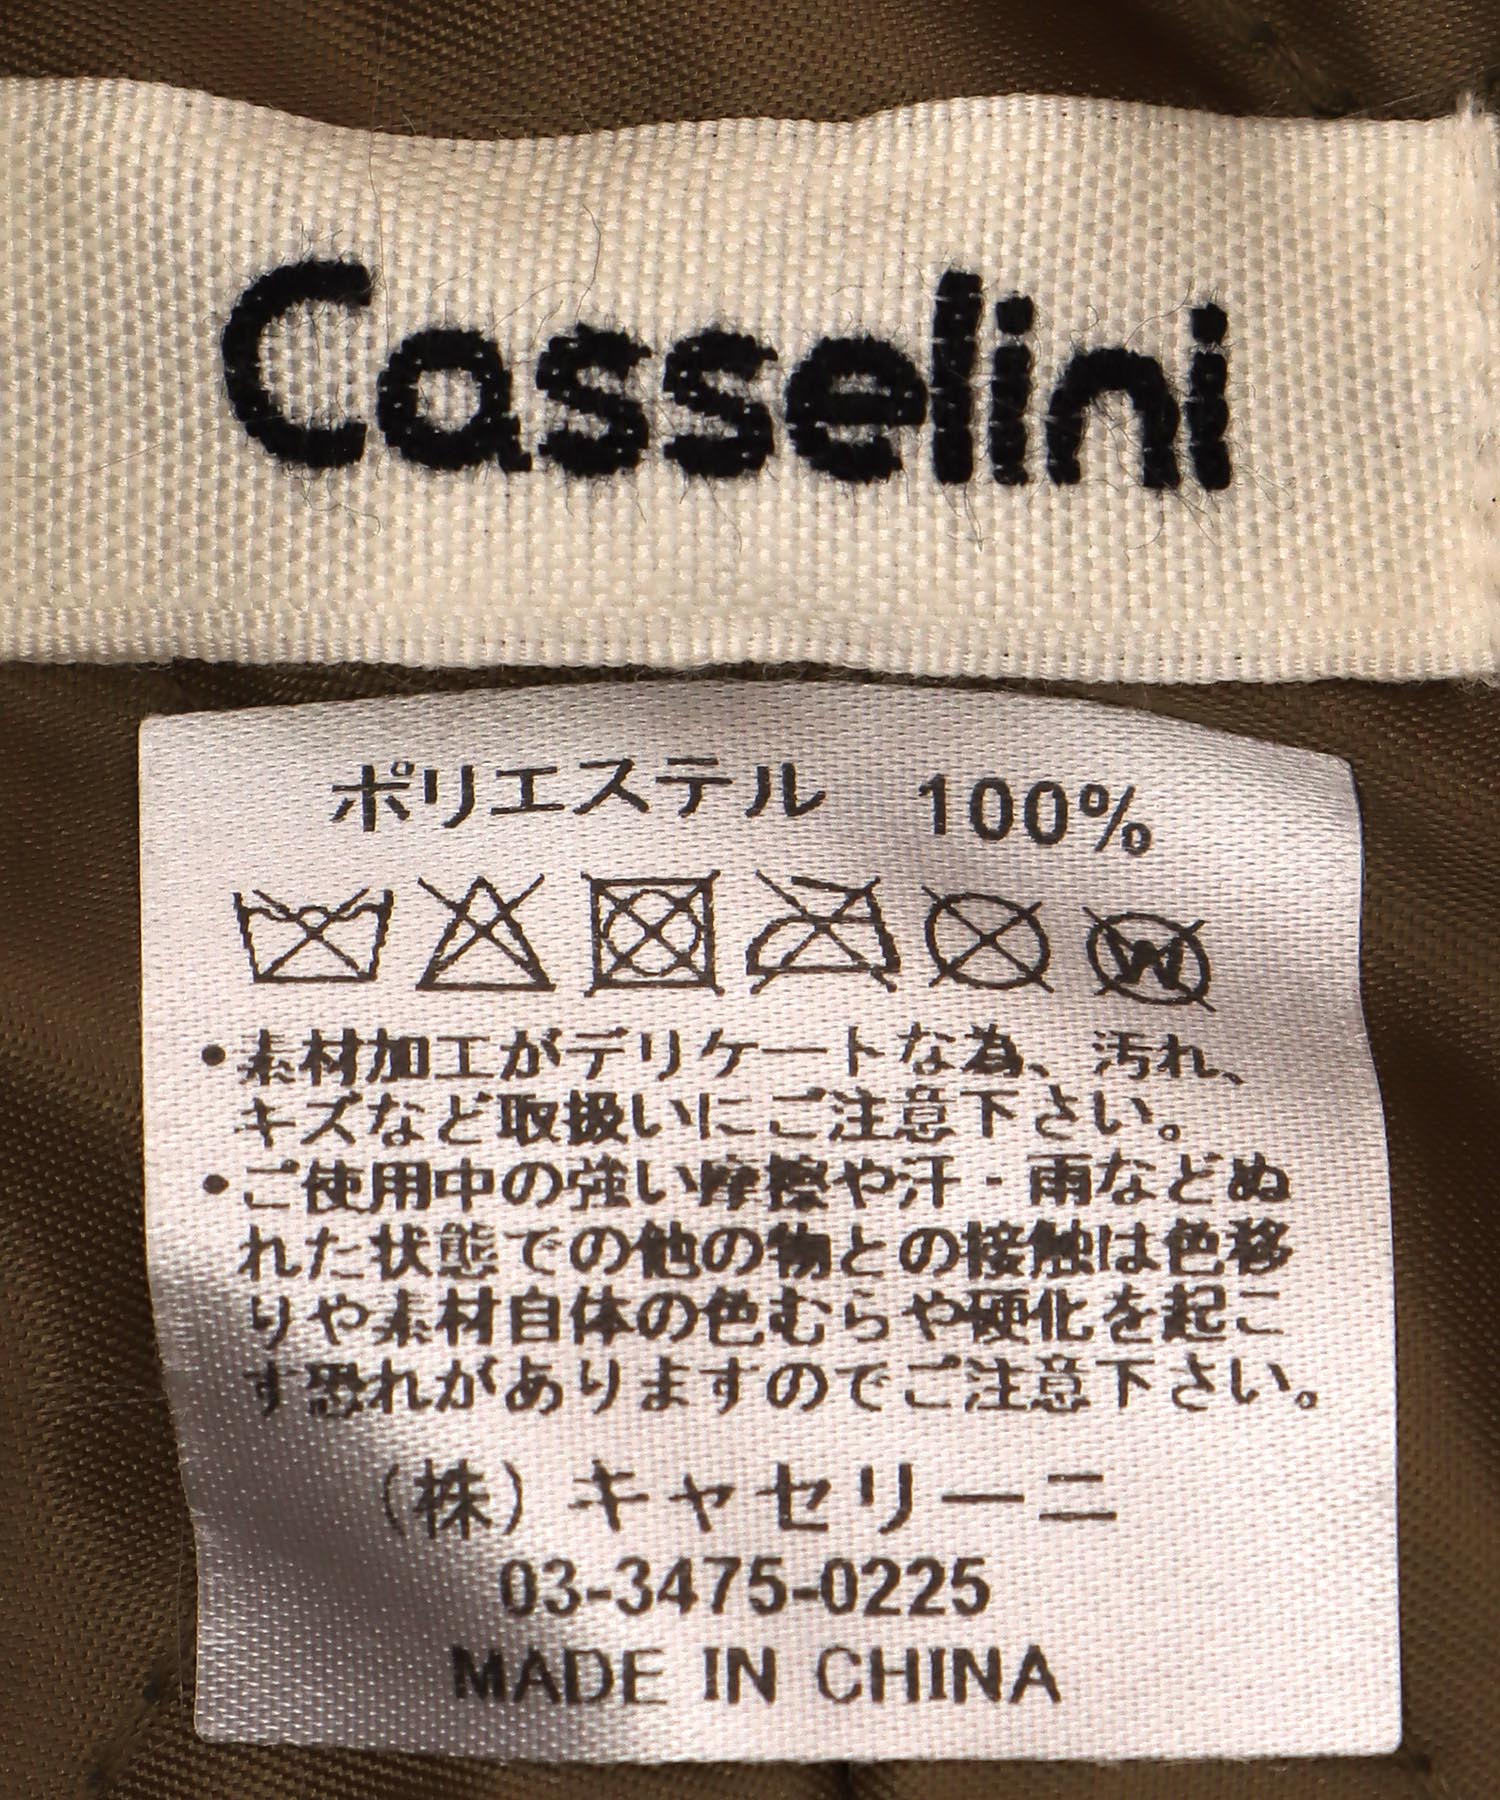 Casselini
ポリエステル 100%
W
•素材加工がデリケートな為、汚れ、
キズなど取扱いにご注意下さい。
•ご使用中の強い摩擦や汗・雨などぬ
れた状態での他の物との接触は色移
りや素材自体の色むらや硬化を起こ
す恐れがありますのでご注意下さい。
(株)キャセリーニ
03-3475-0225
MADE IN CHINA